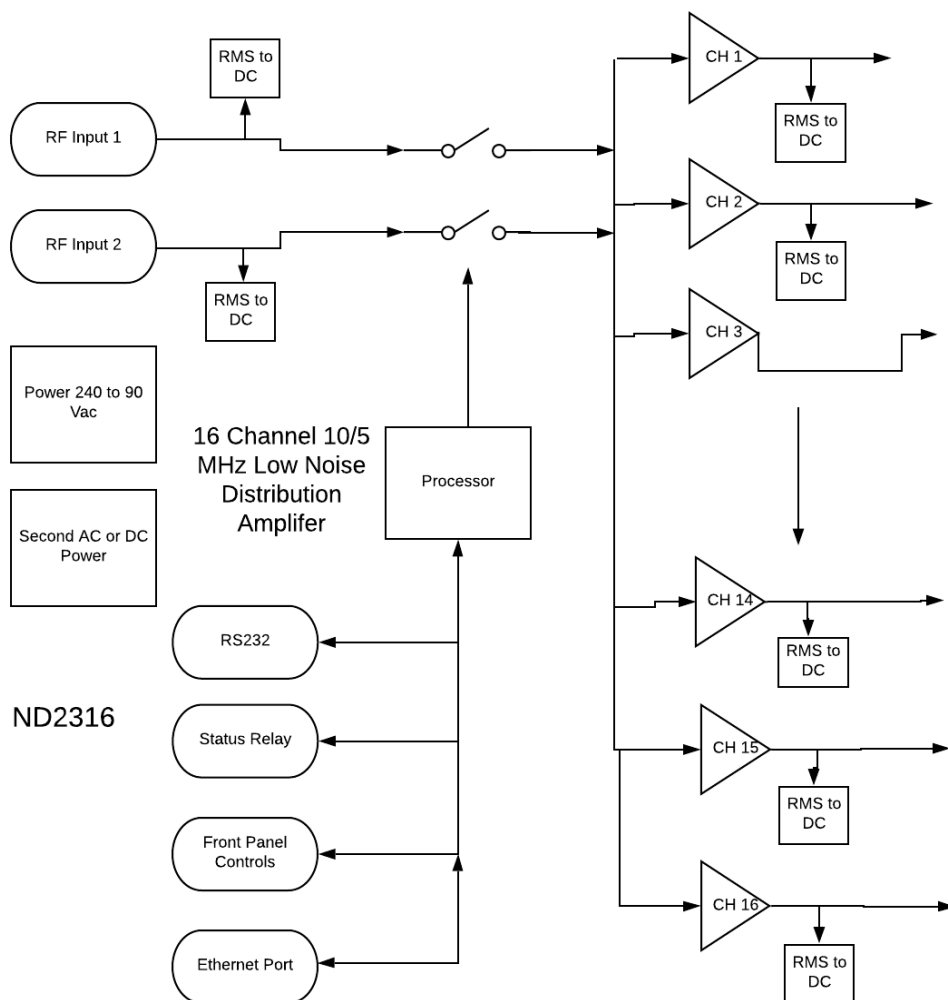 RMS to
DC
RF Input 1
RF Input 2
RMS to
DC
Power 240 to 90
Vac
Second AC or DC
Power
16 Channel 10/5
MHz Low Noise
Distribution
Amplifer
Processor
RS232
Status Relay
Front Panel
Controls
Ethernet Port
ND2316
CH 1
RMS to
DC
CH 2
RMS to
DC
CH 3
CH 14
RMS to
DC
CH 15
RMS to
DC
CH 16
RMS to
DC